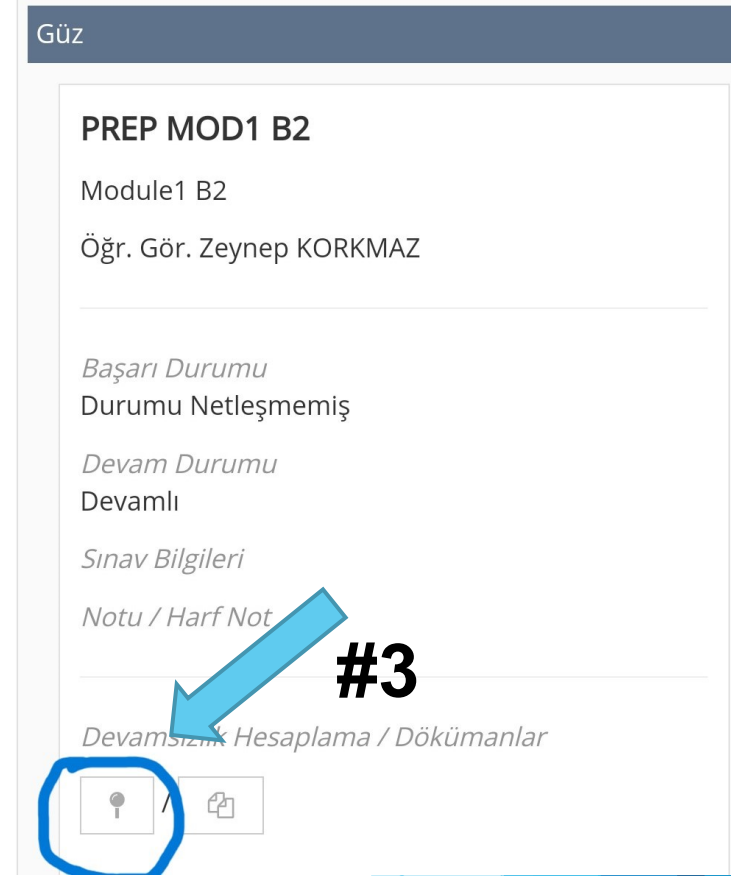 Güz
PREP MOD1 B2
Module1 B2
Öğr. Gör. Zeynep KORKMAZ
Başarı Durumu
Durumu Netleşmemiş
Devam Durumu
Devamlı
Sınav Bilgileri
Notu / Harf Not
#3
Devamsızlık Hesaplama / Dökümanlar
/